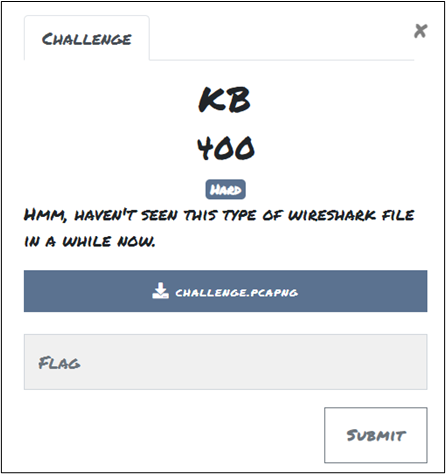 Challenge
×
KB
400
Hard
Hmm, haven't seen this type of wireshark file
in a while now.
challenge.pcapng
Flag
Submit